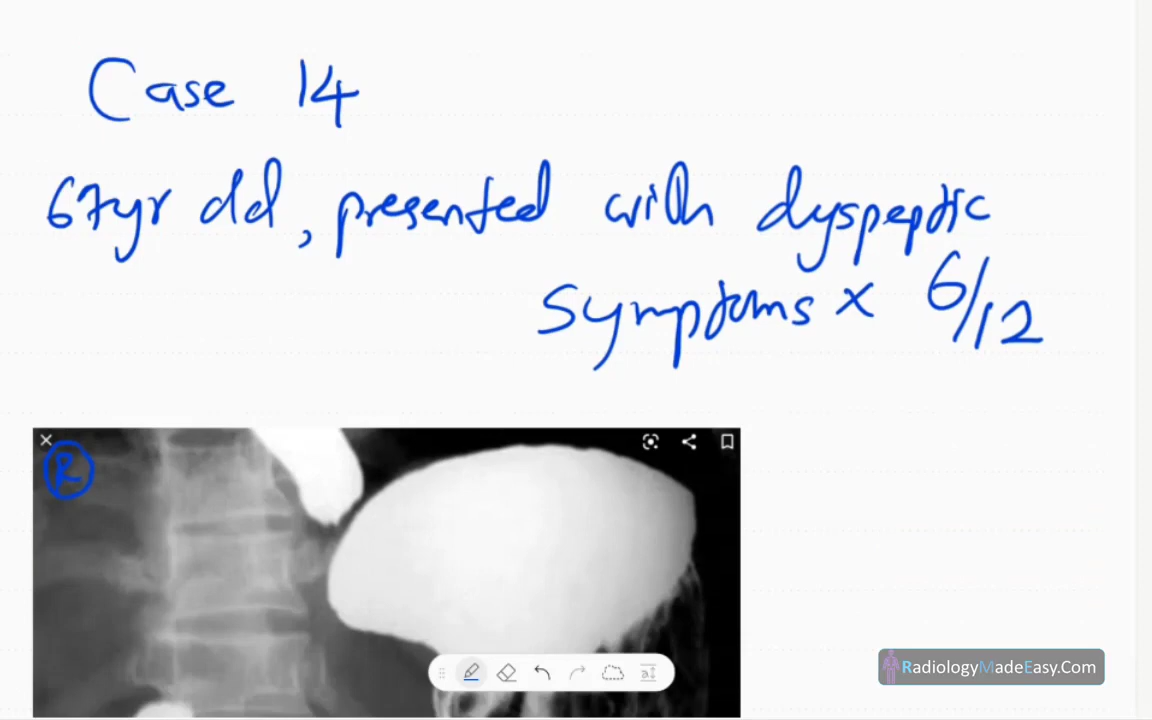 Case 14
67yr old, presented with dyspeptic
symptoms x 6/12
R
RadiologyMadeEasy.Com